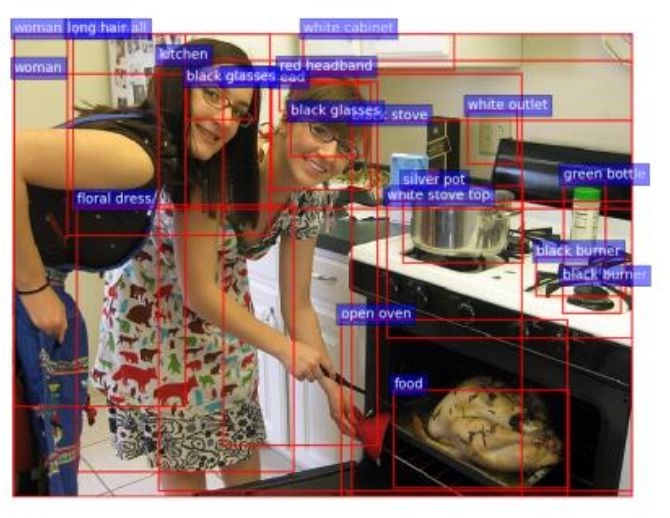 woman
long hair
all
white cabinet
kitchen
woman
red headband
black glasses
ead
black glasses
stove
white outlet
green bottle
silver pot
white stove top
floral dress
black burner
black burner
open oven
food